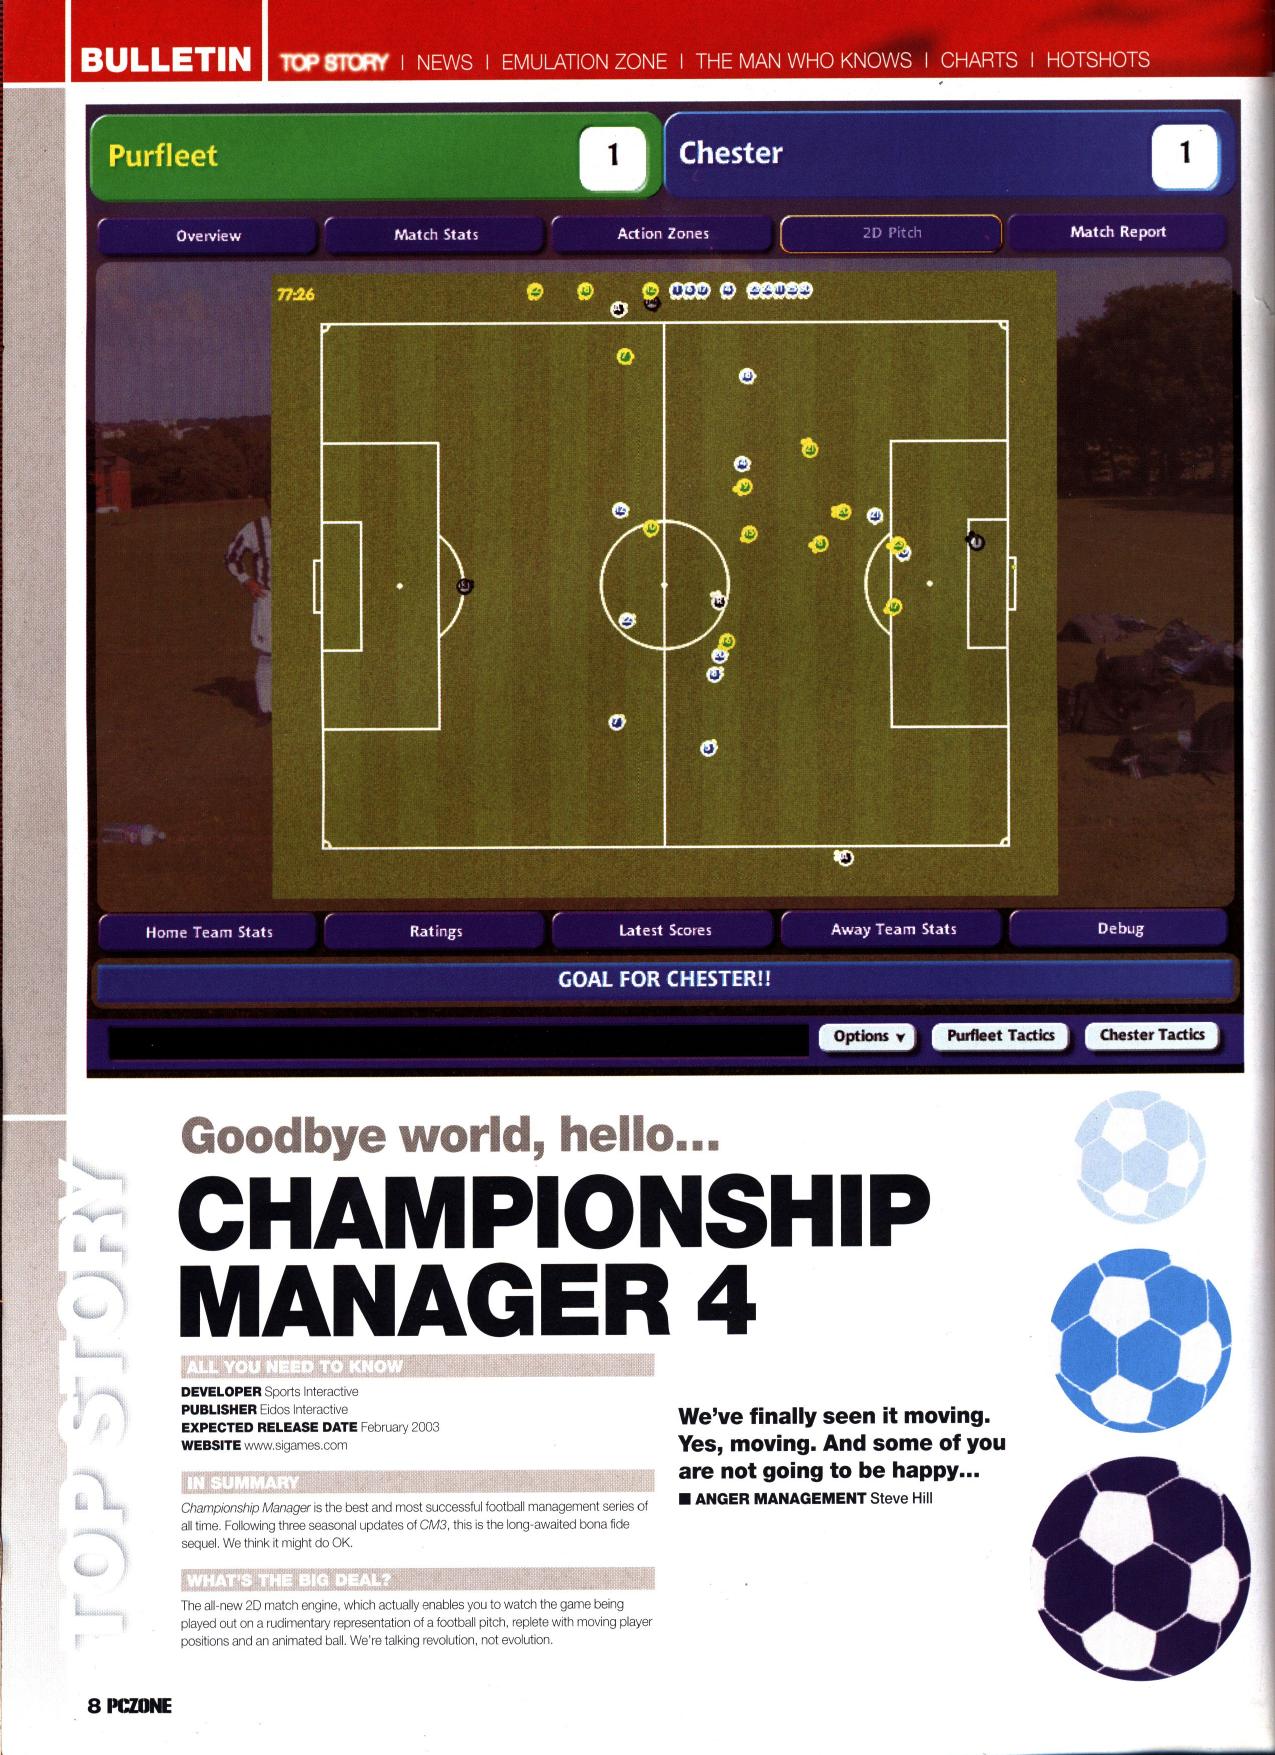 BULLETIN
TOP STORY | NEWS | EMULATION ZONE | THE MAN WHO KNOWS | CHARTS | HOTSHOTS
Purfleet 1 Chester 1
Overview Match Stats Action Zones 2D Pitch Match Report
77:26
Home Team Stats Ratings Latest Scores Away Team Stats Debug
GOAL FOR CHESTER!!
Options Purfleet Tactics Chester Tactics
TOP STORY
Goodbye world, hello...
CHAMPIONSHIP
MANAGER 4
ALL YOU NEED TO KNOW
DEVELOPER Sports Interactive
PUBLISHER Eidos Interactive
EXPECTED RELEASE DATE February 2003
WEBSITE www.sigames.com
IN SUMMARY
Championship Manager is the best and most successful football management series of
all time. Following three seasonal updates of CM3, this is the long-awaited bona fide
sequel. We think it might do OK.
WHAT'S THE BIG DEAL?
The all-new 2D match engine, which actually enables you to watch the game being
played out on a rudimentary representation of a football pitch, replete with moving player
positions and an animated ball. We're talking revolution, not evolution.
We've finally seen it moving.
Yes, moving. And some of you
are not going to be happy...
■ ANGER MANAGEMENT Steve Hill
8 PCZONE